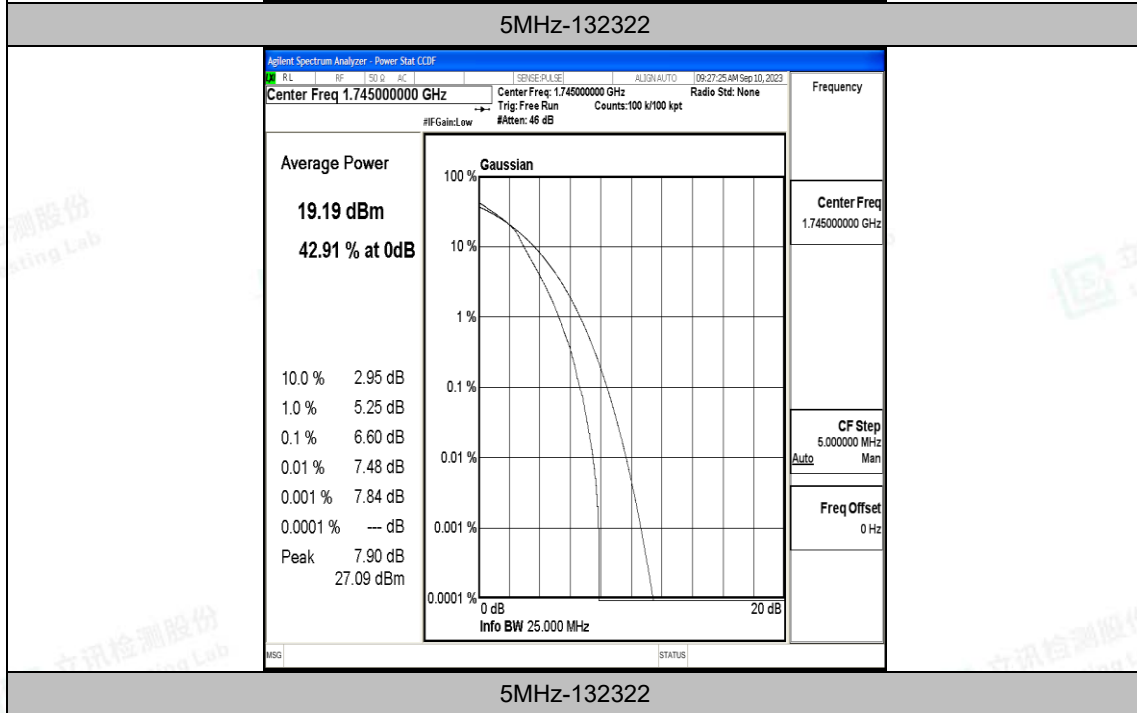 5MHz-132322
Agilent Spectrum Analyzer - Power Stat CCDF
RL RF 50 Ω AC SENSE:PULSE ALIGN AUTO 09:27:25 AM Sep 10, 2023
Center Freq 1.745000000 GHz
Center Freq: 1.745000000 GHz Radio Std: None
Trig: Free Run Counts:100 k/100 kpt
#IFGain:Low #Atten: 46 dB
Frequency
Average Power
19.19 dBm
42.91 % at 0dB
10.0 % 2.95 dB
1.0 % 5.25 dB
0.1 % 6.60 dB
0.01 % 7.48 dB
0.001 % 7.84 dB
0.0001 % --- dB
Peak 7.90 dB
27.09 dBm
Gaussian
100 %
10 %
1 %
0.1 %
0.01 %
0.001 %
0.0001 %
0 dB 20 dB
Info BW 25.000 MHz
Center Freq
1.745000000 GHz
CF Step
5.000000 MHz
Auto Man
Freq Offset
0 Hz
MSG STATUS
5MHz-132322
立讯检测股份